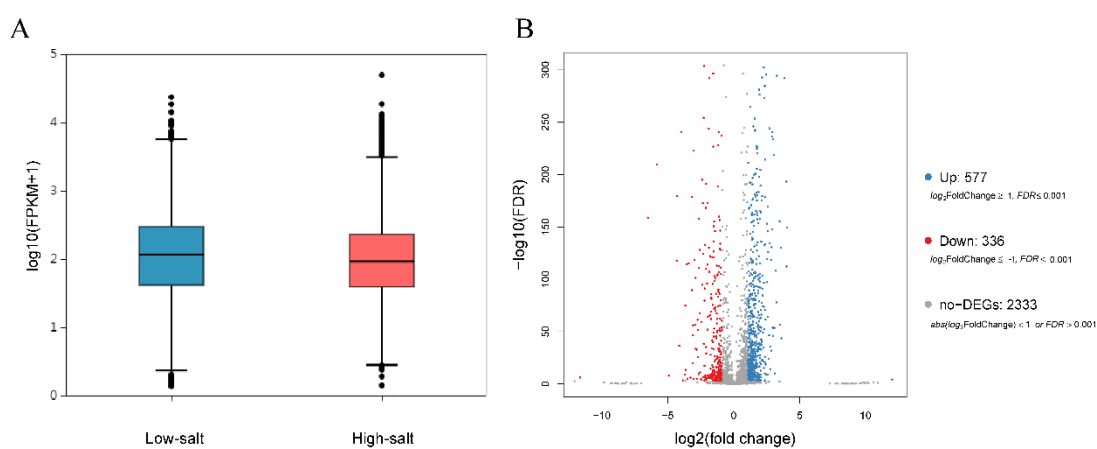 A
B
5
4
3
2
1
0
log10(FPKM+1)
Low-salt
High-salt
300
250
200
150
100
50
0
−log10(FDR)
−10
−5
0
5
10
log2(fold change)
Up: 577
log₂FoldChange ≥ 1, FDR ≤ 0.001
Down: 336
log₂FoldChange ≤ -1, FDR < 0.001
no−DEGs: 2333
abs(log₂FoldChange) < 1 or FDR > 0.001